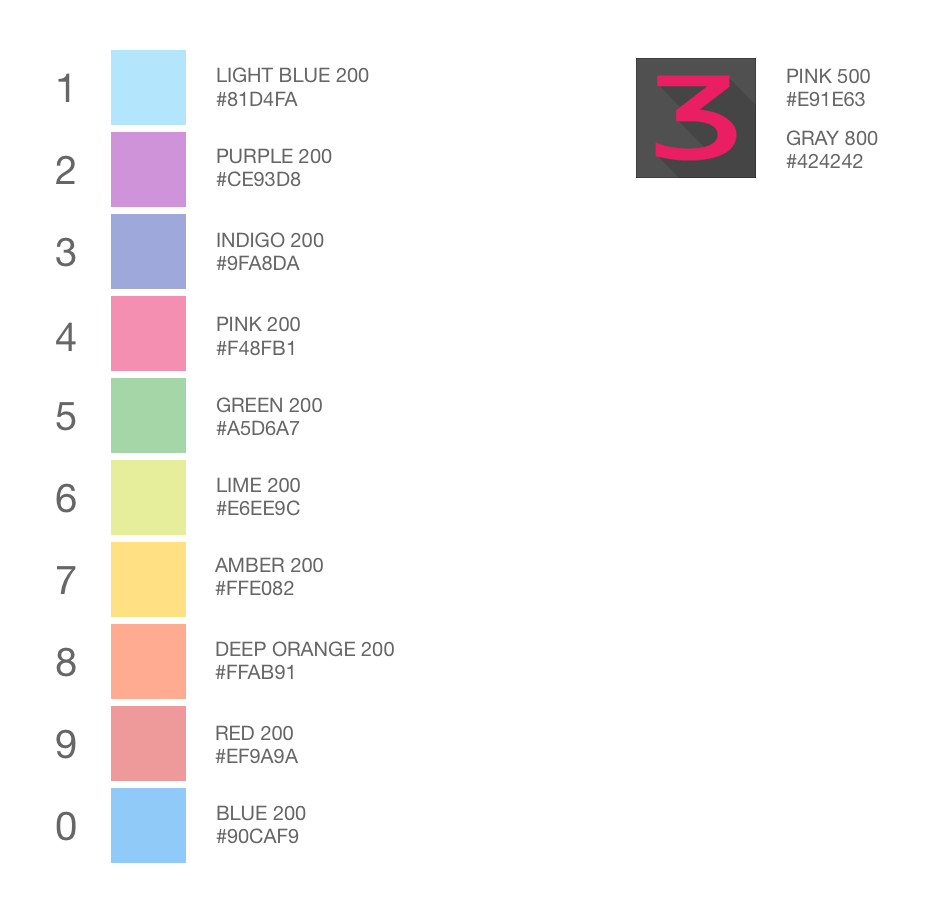 1
LIGHT BLUE 200
#81D4FA
2
PURPLE 200
#CE93D8
3
INDIGO 200
#9FA8DA
4
PINK 200
#F48FB1
5
GREEN 200
#A5D6A7
6
LIME 200
#E6EE9C
7
AMBER 200
#FFE082
8
DEEP ORANGE 200
#FFAB91
9
RED 200
#EF9A9A
0
BLUE 200
#90CAF9
3
PINK 500
#E91E63
GRAY 800
#424242